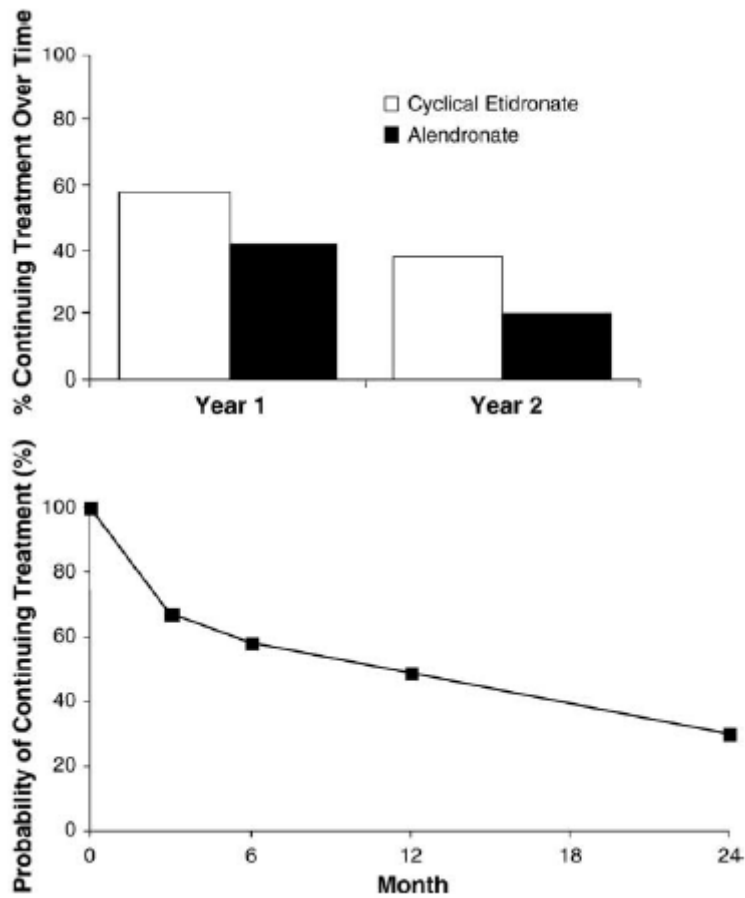 % Continuing Treatment Over Time
100
80
60
40
20
0
Cyclical Etidronate
Alendronate
Year 1
Year 2
Probability of Continuing Treatment (%)
100
80
60
40
20
0
0
6
12
18
24
Month